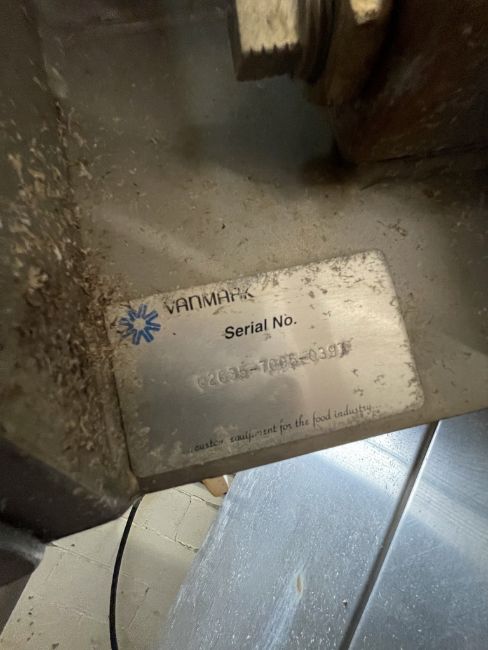 VANMARK
Serial No.
...custom equipment for the food industry...